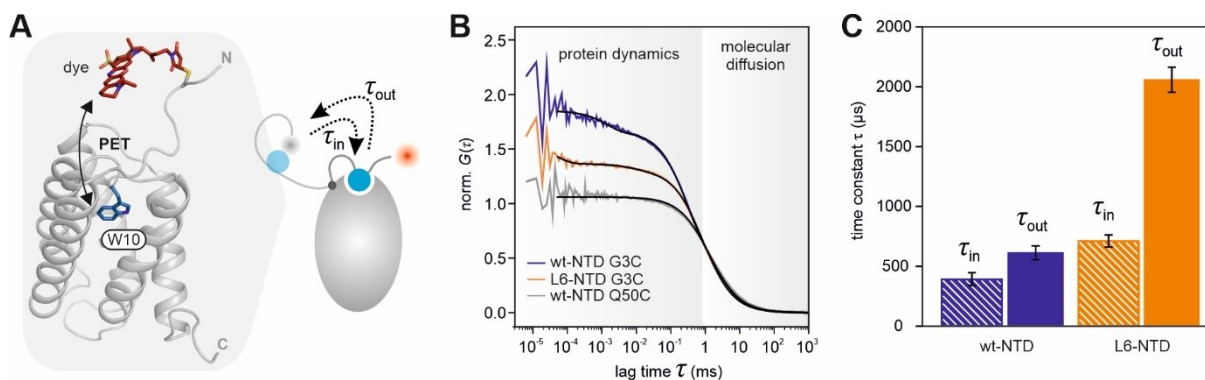 A
dye
N
PET
W10
C
τout
τin
B
norm. G(τ)
2.5
2.0
1.5
1.0
0.5
0.0
protein dynamics
molecular
diffusion
wt-NTD G3C
L6-NTD G3C
wt-NTD Q50C
10-5 10-4 10-3 10-2 10-1 1 10 102 103
lag time τ (ms)
C
time constant τ (µs)
2000
1500
1000
500
0
τin
τout
τin
τout
wt-NTD
L6-NTD